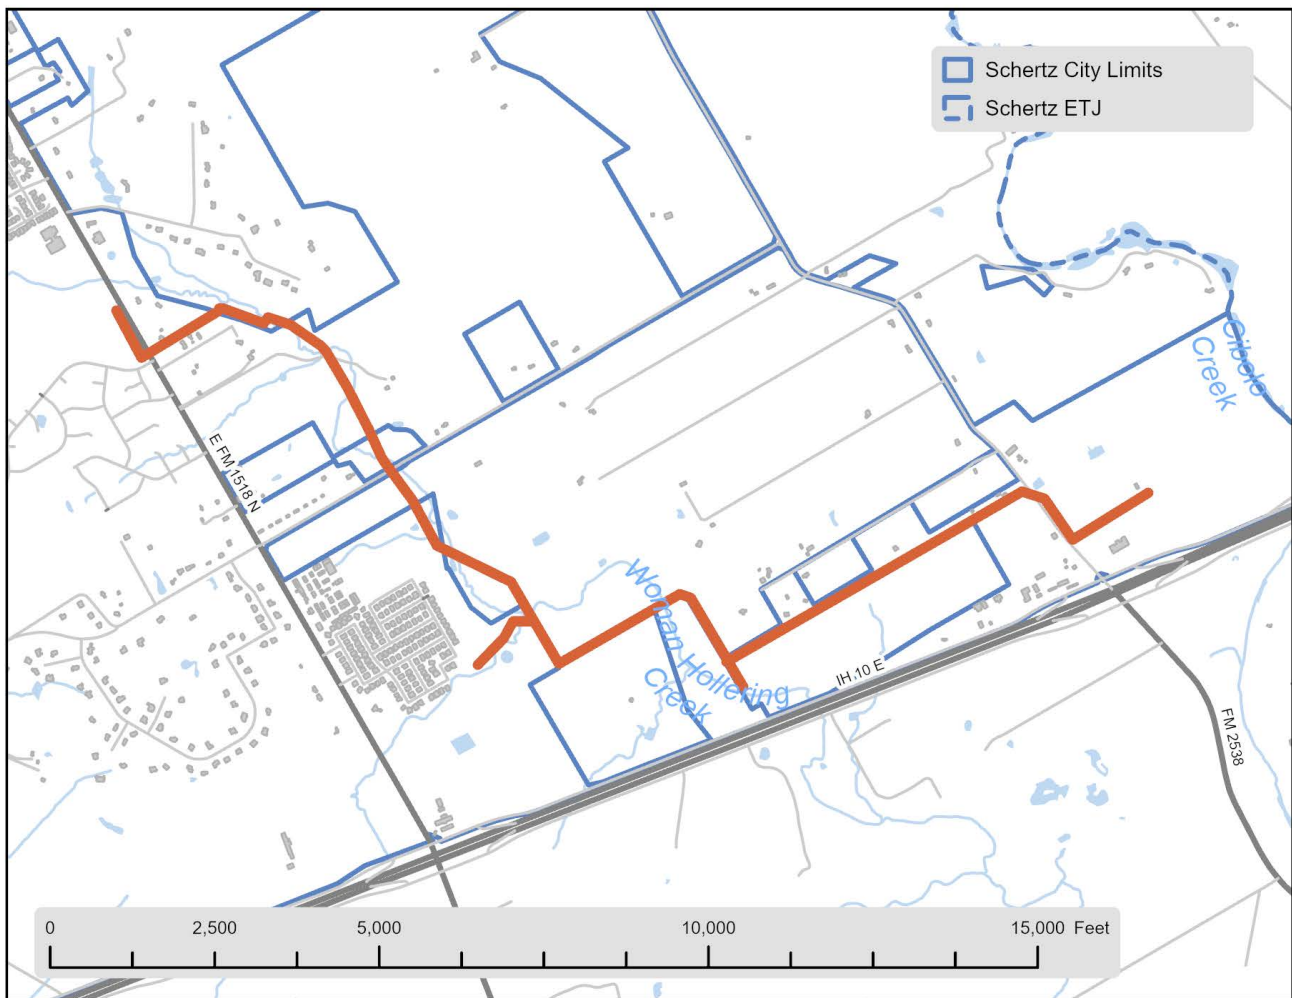 Schertz City Limits
Schertz ETJ
Cibolo
Creek
E FM 1518 N
Woman Hollering
Creek
IH 10 E
FM 2538
0 2,500 5,000 10,000 15,000 Feet